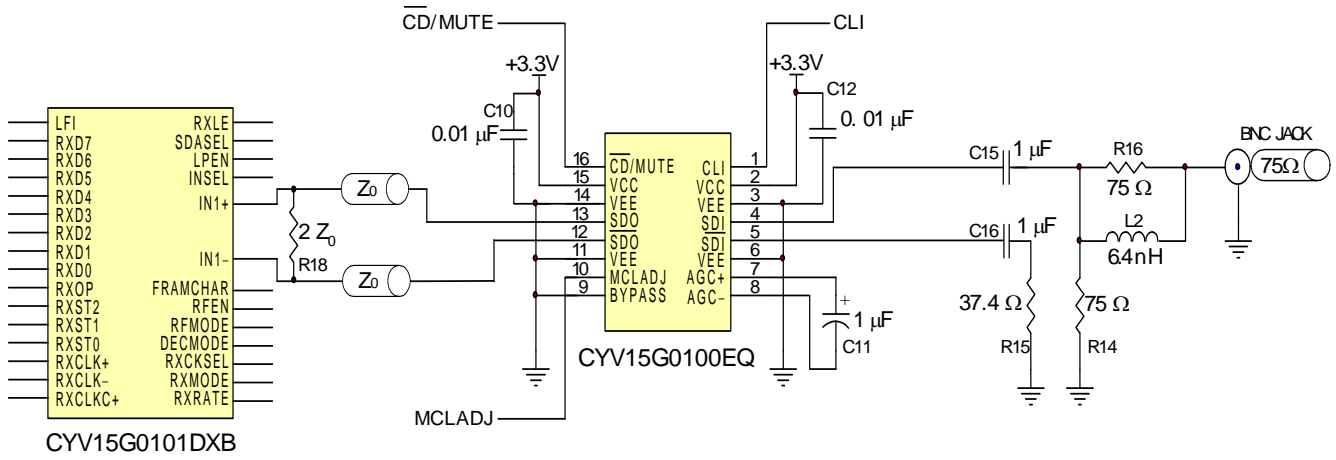 CD/MUTE
CLI
+3.3V
+3.3V
C10
0.01 µF
C12
0.01 µF
LFI
RXD7
RXD6
RXD5
RXD4
RXD3
RXD2
RXD1
RXD0
RXOP
RXST2
RXST1
RXST0
RXCLK+
RXCLK-
RXCLKC+
RXLE
SDASEL
LPEN
INSEL
IN1+
IN1-
FRAMCHAR
RFEN
RFMODE
DECMODE
RXCKSEL
RXMODE
RXRATE
CYV15G0101DXB
Z0
2 Z0
R18
Z0
16 CD/MUTE
15 VCC
14 VEE
13 SDO
12 SDO
11 VEE
10 MCLADJ
9 BYPASS
CLI 1
VCC 2
VEE 3
SDI 4
SDI 5
VEE 6
AGC+ 7
AGC- 8
CYV15G0100EQ
MCLADJ
+
1 µF
C11
C15
1 µF
C16
1 µF
37.4 Ω
R15
R16
75 Ω
L2
6.4nH
75 Ω
R14
BNC JACK
75Ω